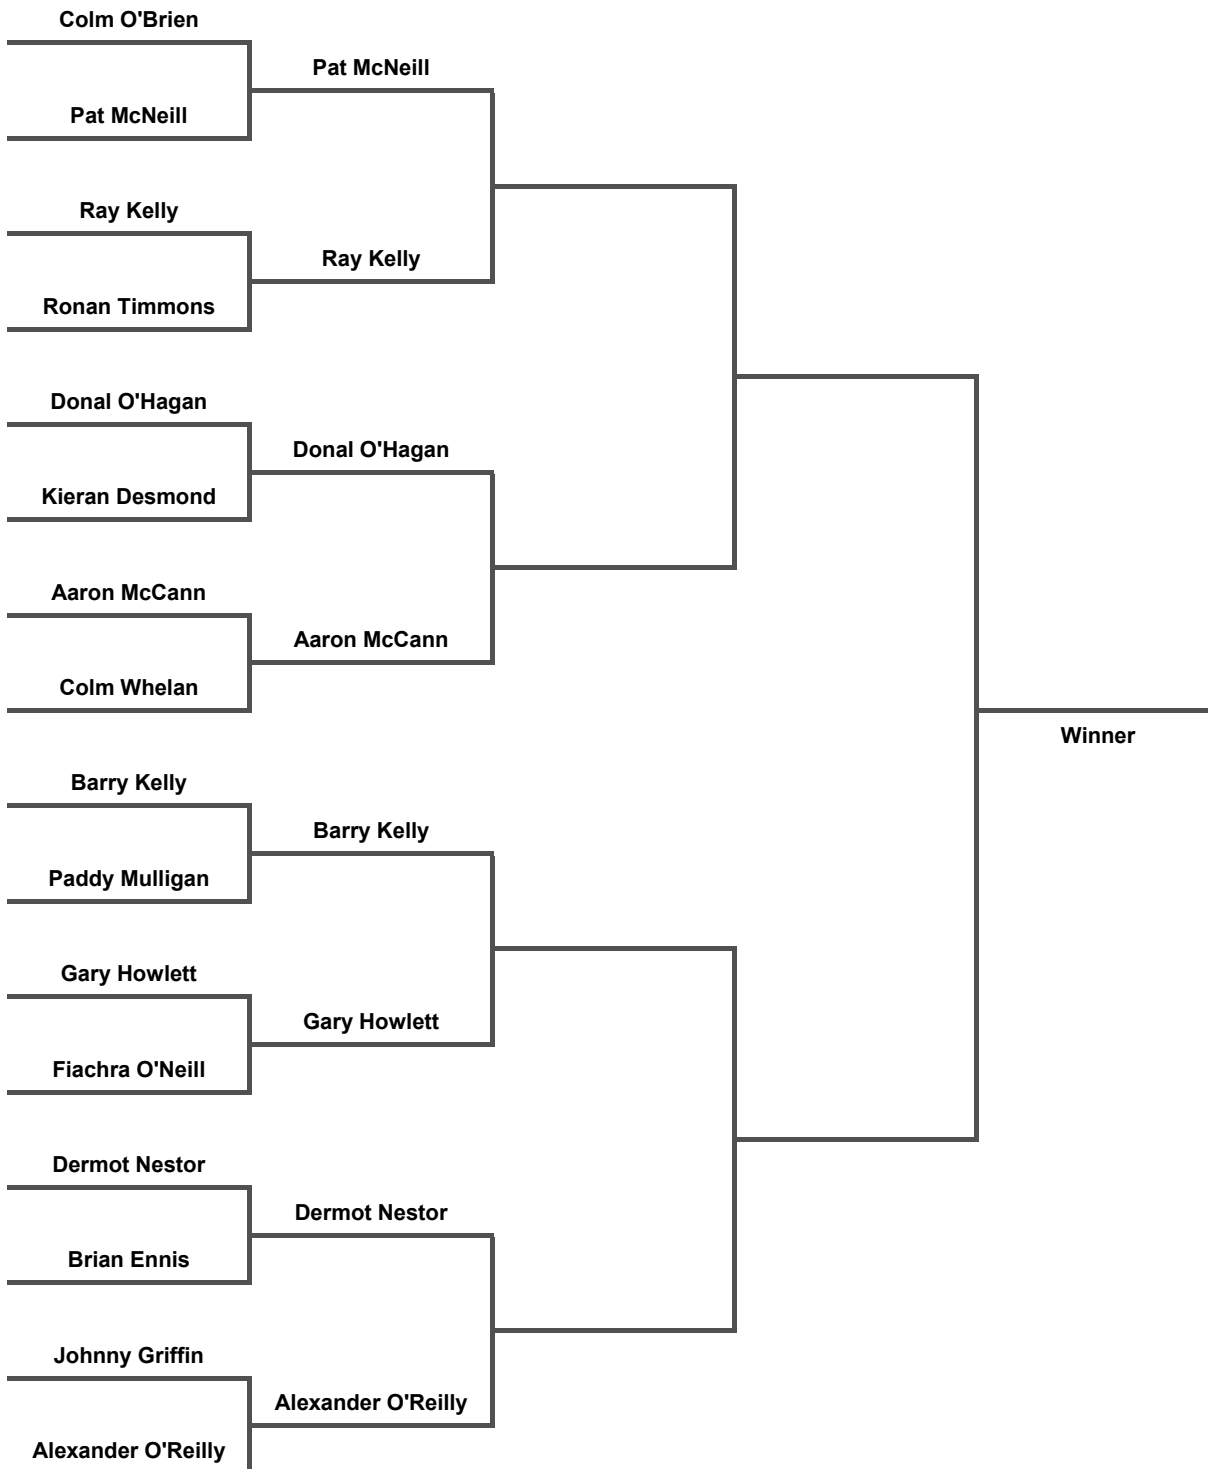 Colm O'Brien
Pat McNeill
Pat McNeill
Ray Kelly
Ray Kelly
Ronan Timmons
Donal O'Hagan
Donal O'Hagan
Kieran Desmond
Aaron McCann
Aaron McCann
Colm Whelan
Winner
Barry Kelly
Barry Kelly
Paddy Mulligan
Gary Howlett
Gary Howlett
Fiachra O'Neill
Dermot Nestor
Dermot Nestor
Brian Ennis
Johnny Griffin
Alexander O'Reilly
Alexander O'Reilly